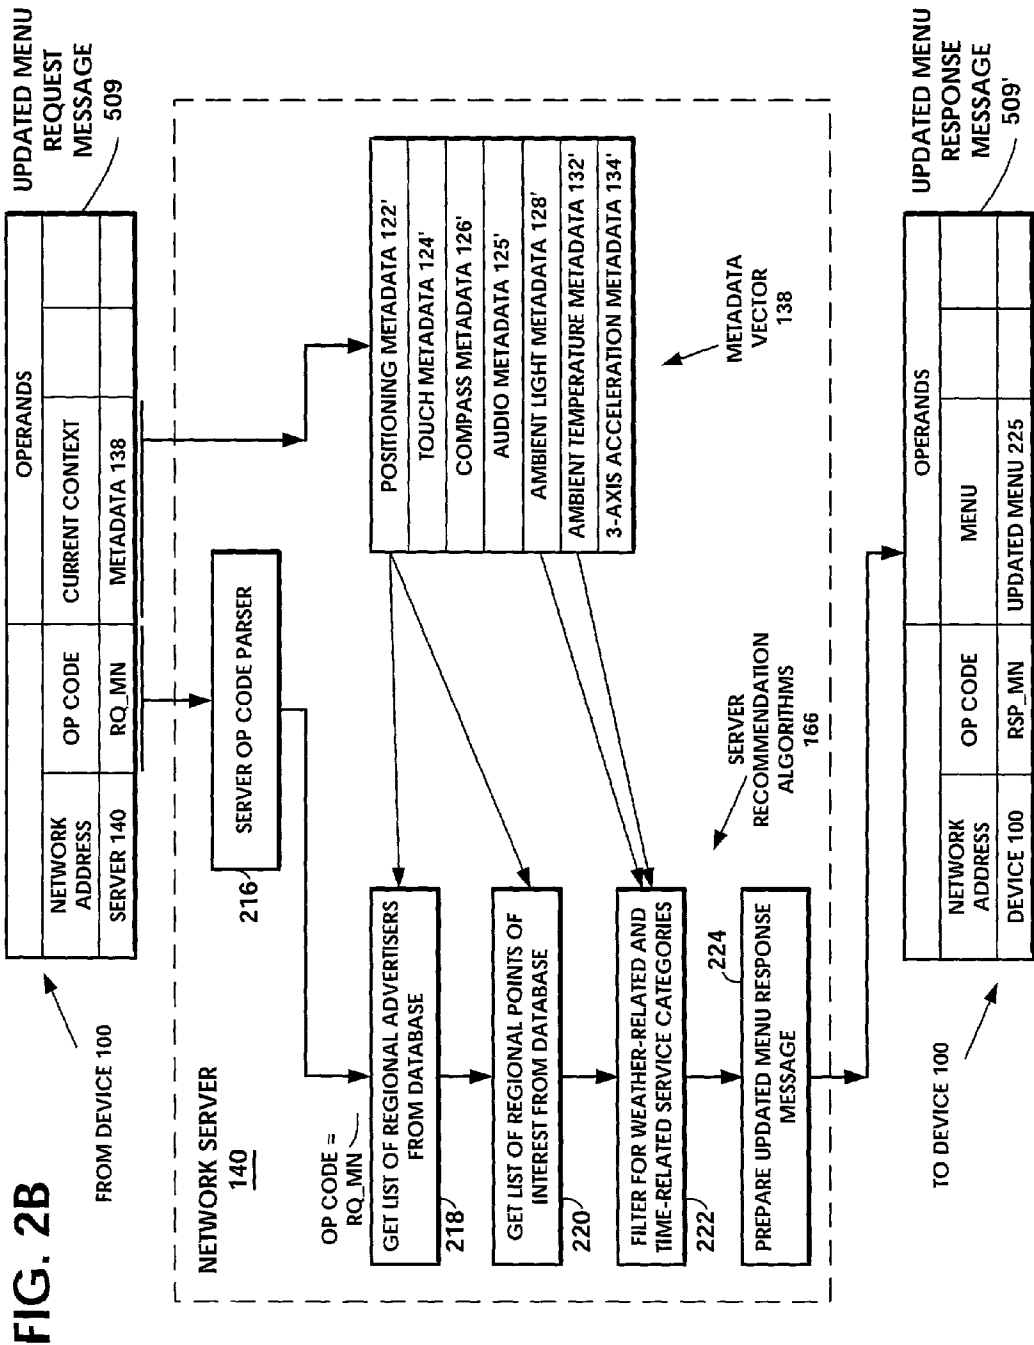 FIG. 2B
FROM DEVICE 100
UPDATED MENU
REQUEST
MESSAGE
509
OPERANDS
NETWORK
ADDRESS
OP CODE
CURRENT CONTEXT
SERVER 140
RQ_MN
METADATA 138
NETWORK SERVER
140
SERVER OP CODE PARSER
216
OP CODE =
RQ_MN
GET LIST OF REGIONAL ADVERTISERS
FROM DATABASE
218
GET LIST OF REGIONAL POINTS OF
INTEREST FROM DATABASE
220
FILTER FOR WEATHER-RELATED AND
TIME-RELATED SERVICE CATEGORIES
222
224
PREPARE UPDATED MENU RESPONSE
MESSAGE
SERVER
RECOMMENDATION
ALGORITHMS
166
POSITIONING METADATA 122'
TOUCH METADATA 124'
COMPASS METADATA 126'
AUDIO METADATA 125'
AMBIENT LIGHT METADATA 128'
AMBIENT TEMPERATURE METADATA 132'
3-AXIS ACCELERATION METADATA 134'
METADATA
VECTOR
138
TO DEVICE 100
UPDATED MENU
RESPONSE
MESSAGE
509'
OPERANDS
NETWORK
ADDRESS
OP CODE
MENU
DEVICE 100
RSP_MN
UPDATED MENU 225